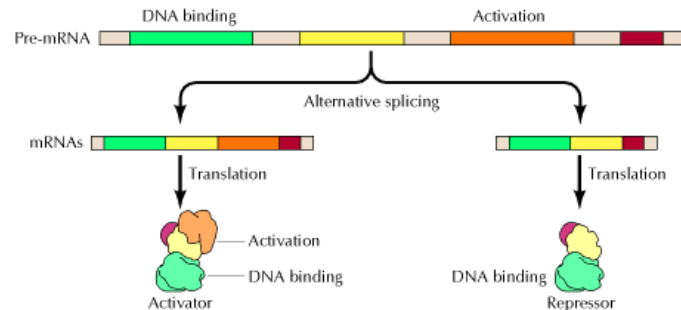 DNA binding
Activation
Pre-mRNA
Alternative splicing
mRNAs
Translation
Translation
Activation
DNA binding
DNA binding
Activator
Repressor